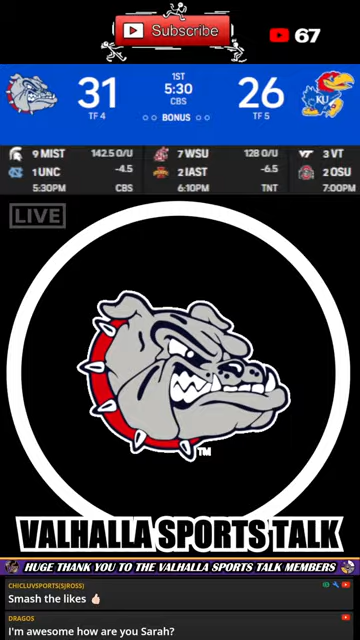 Subscribe
67
31
TF 4
1ST
5:30
CBS
BONUS
26
TF 5
KU
9 MIST 142.5 O/U
1 UNC -4.5
5:30PM CBS
7 WSU 128 O/U
2 IAST -6.5
6:10PM TNT
3 VT
2 OSU
7:00PM
LIVE
TM
VALHALLA SPORTS TALK
HUGE THANK YOU TO THE VALHALLA SPORTS TALK MEMBERS
CHICLUVSPORTS(SJROSS)
Smash the likes 👍🏻
DRAGOS
I'm awesome how are you Sarah?